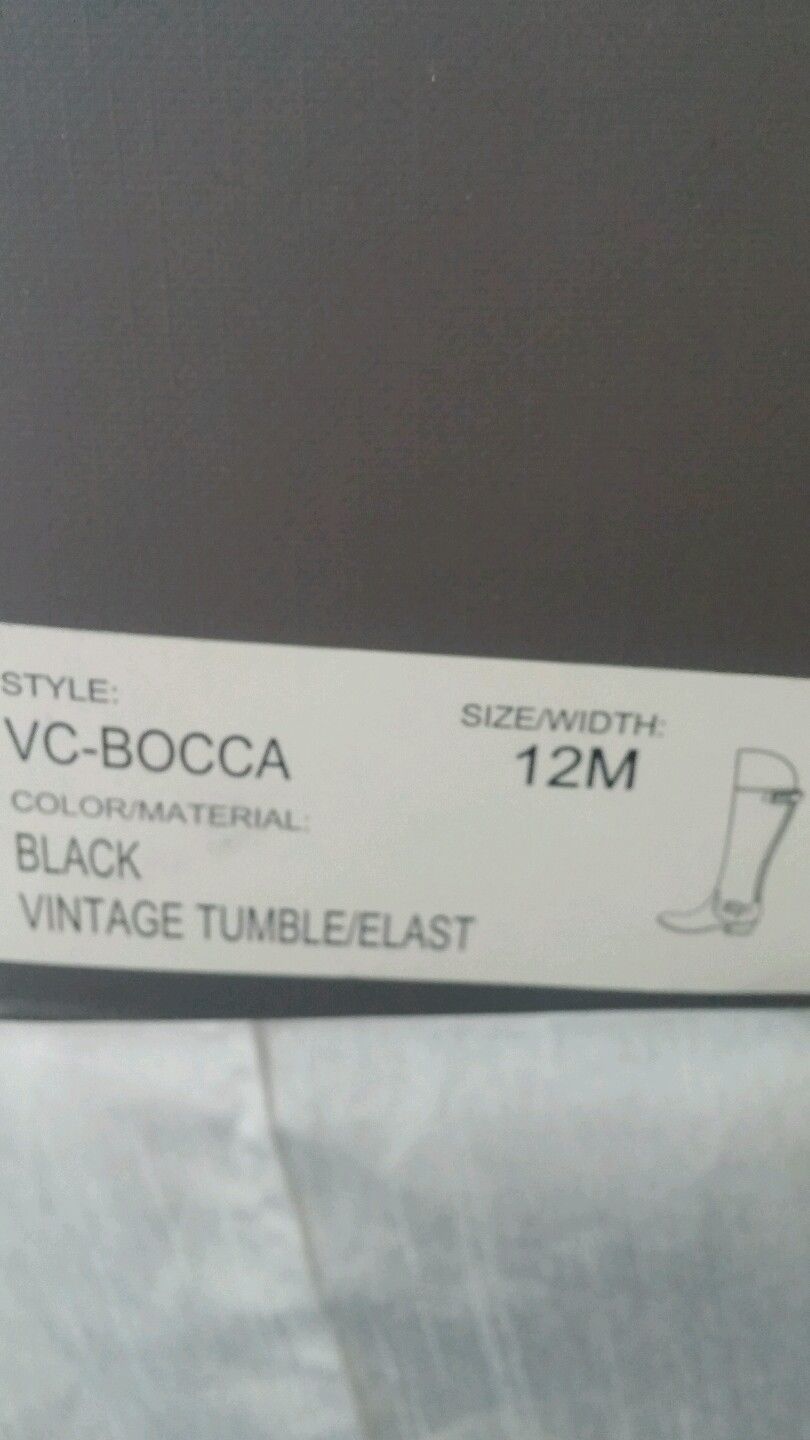 STYLE:
VC-BOCCA
SIZE/WIDTH:
12M
COLOR/MATERIAL:
BLACK
VINTAGE TUMBLE/ELAST